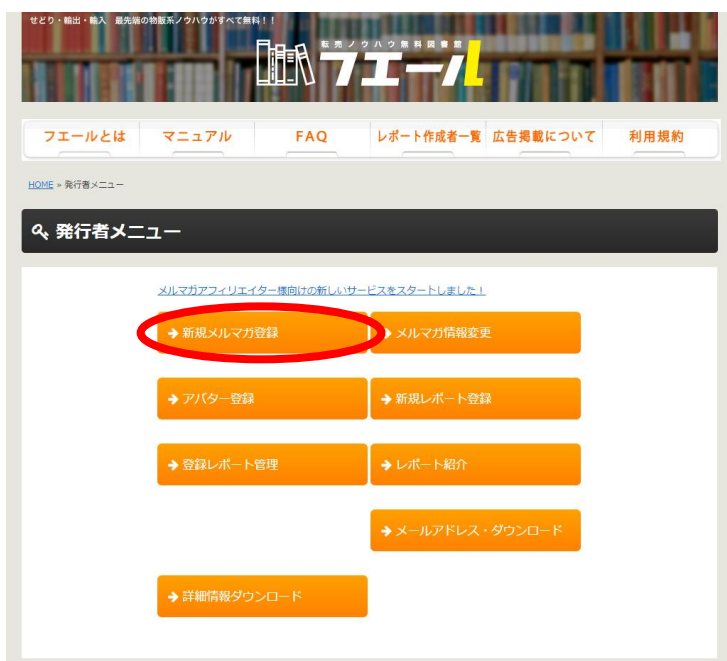 せどり・輸出・輸入 最先端の物販系ノウハウがすべて無料！！
転売ノウハウ無料図書館
フエール
フエールとは マニュアル FAQ レポート作成者一覧 広告掲載について 利用規約
HOME » 発行者メニュー
発行者メニュー
メルマガアフィリエイター様向けの新しいサービスをスタートしました！
新規メルマガ登録 メルマガ情報変更
アバター登録 新規レポート登録
登録レポート管理 レポート紹介
メールアドレス・ダウンロード
詳細情報ダウンロード